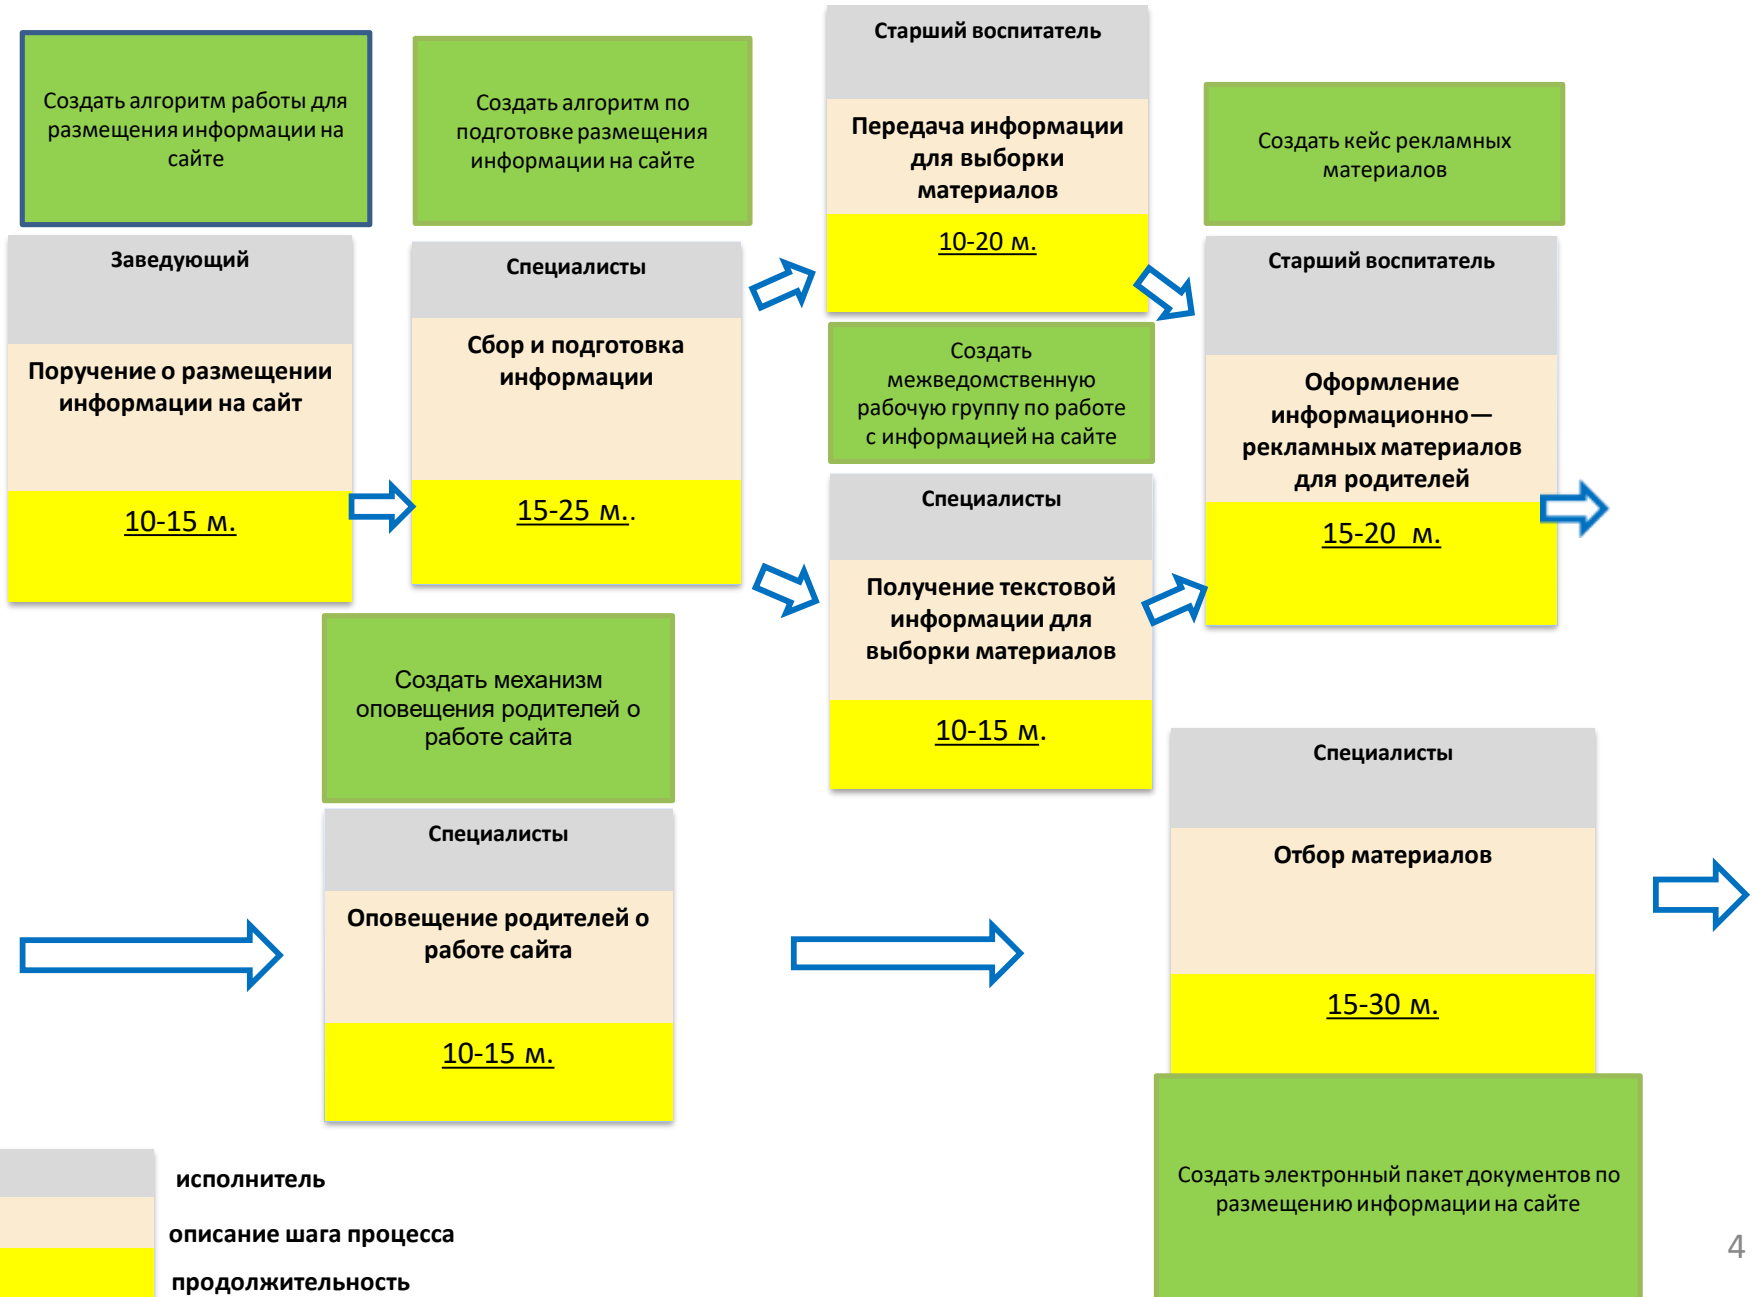 Создать алгоритм работы для
размещения информации на
сайте
Заведующий
Поручение о размещении
информации на сайт
10-15 м.
Создать алгоритм по
подготовке размещения
информации на сайте
Специалисты
Сбор и подготовка
информации
15-25 м..
Старший воспитатель
Передача информации
для выборки
материалов
10-20 м.
Создать
межведомственную
рабочую группу по работе
с информацией на сайте
Специалисты
Получение текстовой
информации для
выборки материалов
10-15 м.
Создать кейс рекламных
материалов
Старший воспитатель
Оформление
информационно—
рекламных материалов
для родителей
15-20 м.
Создать механизм
оповещения родителей о
работе сайта
Специалисты
Оповещение родителей о
работе сайта
10-15 м.
Специалисты
Отбор материалов
15-30 м.
Создать электронный пакет документов по
размещению информации на сайте
исполнитель
описание шага процесса
продолжительность
4